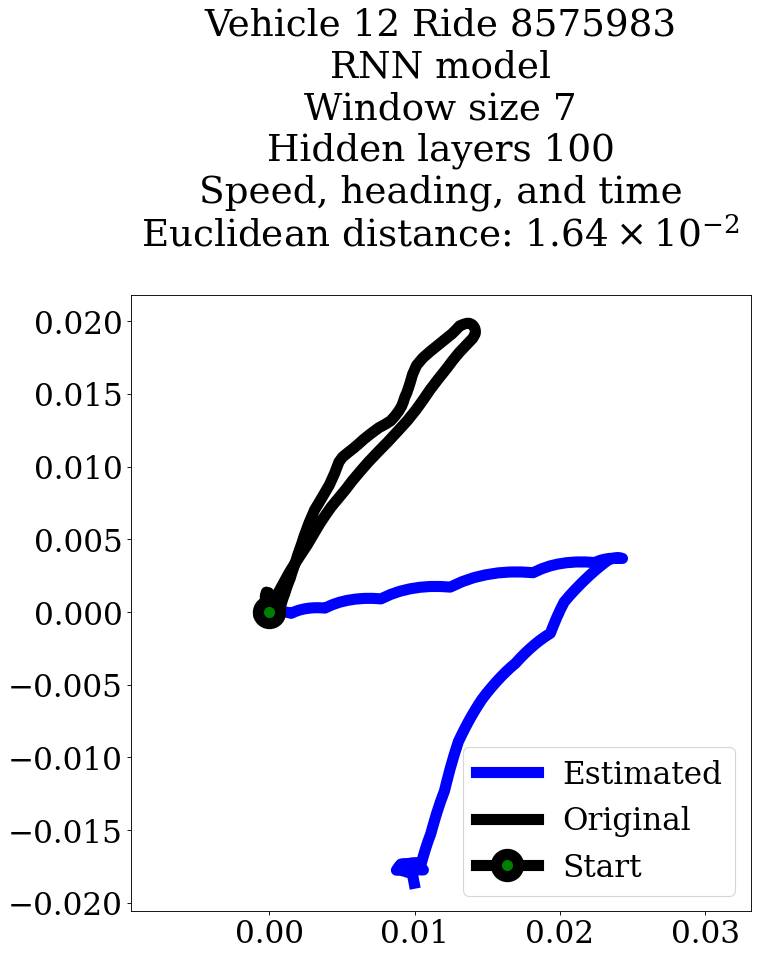 Vehicle 12 Ride 8575983
RNN model
Window size 7
Hidden layers 100
Speed, heading, and time
Euclidean distance: 1.64 × 10⁻²
0.020
0.015
0.010
0.005
0.000
−0.005
−0.010
−0.015
−0.020
Estimated
Original
Start
0.00 0.01 0.02 0.03